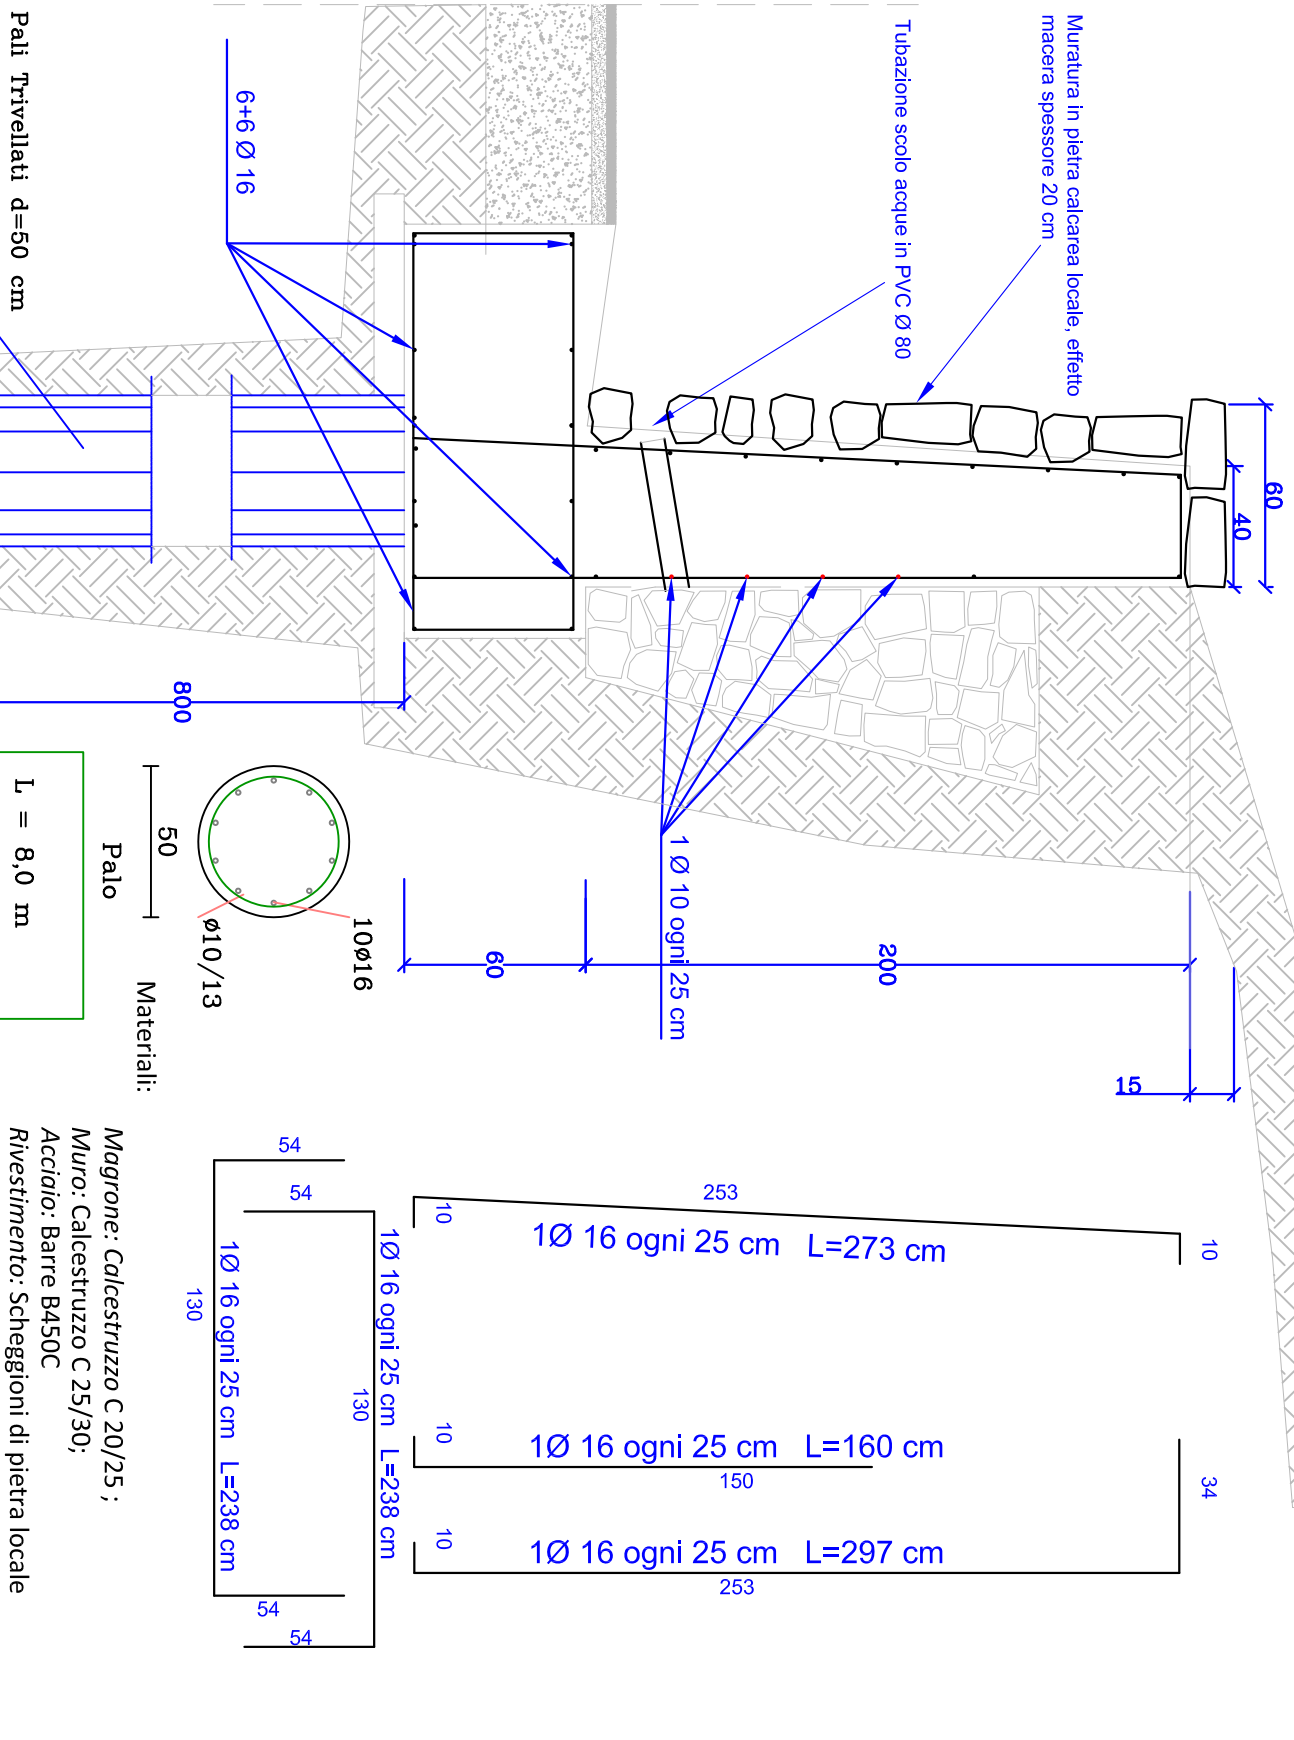 Muratura in pietra calcarea locale, effetto
macera spessore 20 cm
Tubazione scolo acque in PVC Ø 80
6+6 Ø 16
Pali Trivellati d=50 cm
60
40
800
1 Ø 10 ogni 25 cm
15
200
60
10ø16
ø10/13
50
Palo
L = 8,0 m
10
253
10
1Ø 16 ogni 25 cm L=273 cm
34
10
1Ø 16 ogni 25 cm L=160 cm
150
10
1Ø 16 ogni 25 cm L=297 cm
253
54
1Ø 16 ogni 25 cm L=238 cm
130
54
54
130
1Ø 16 ogni 25 cm L=238 cm
54
Materiali:
Magrone: Calcestruzzo C 20/25 ;
Muro: Calcestruzzo C 25/30;
Acciaio: Barre B450C
Rivestimento: Scheggioni di pietra locale